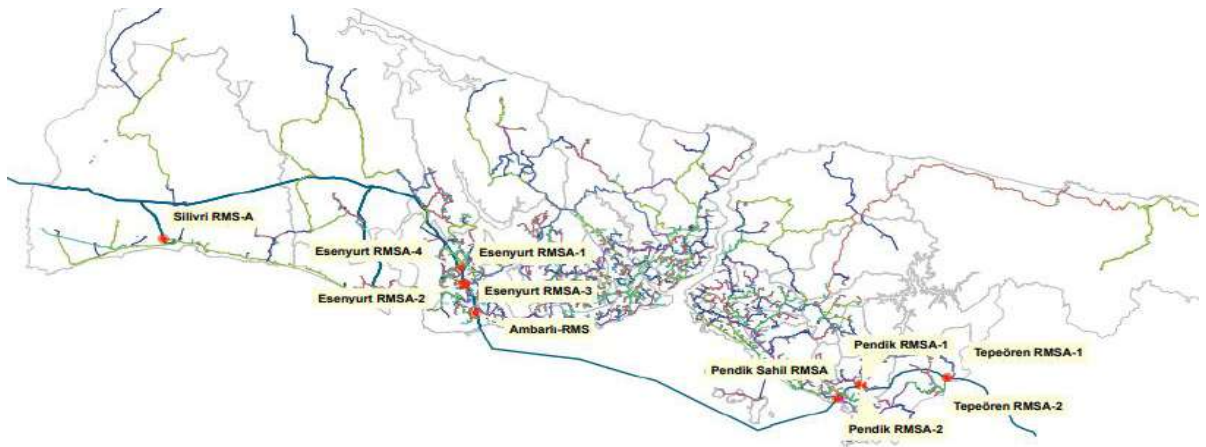 Silivri RMS-A
Esenyurt RMSA-4
Esenyurt RMSA-1
Esenyurt RMSA-2
Esenyurt RMSA-3
Ambarlı-RMS
Pendik RMSA-1
Tepeören RMSA-1
Pendik Sahil RMSA
Tepeören RMSA-2
Pendik RMSA-2